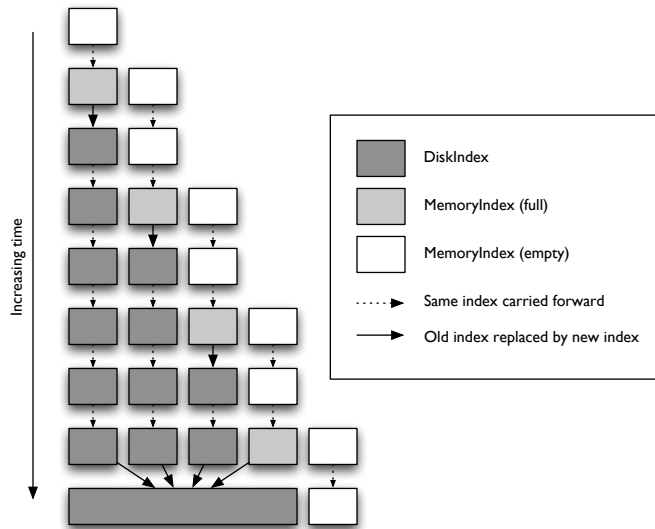 Increasing time
DiskIndex
MemoryIndex (full)
MemoryIndex (empty)
Same index carried forward
Old index replaced by new index